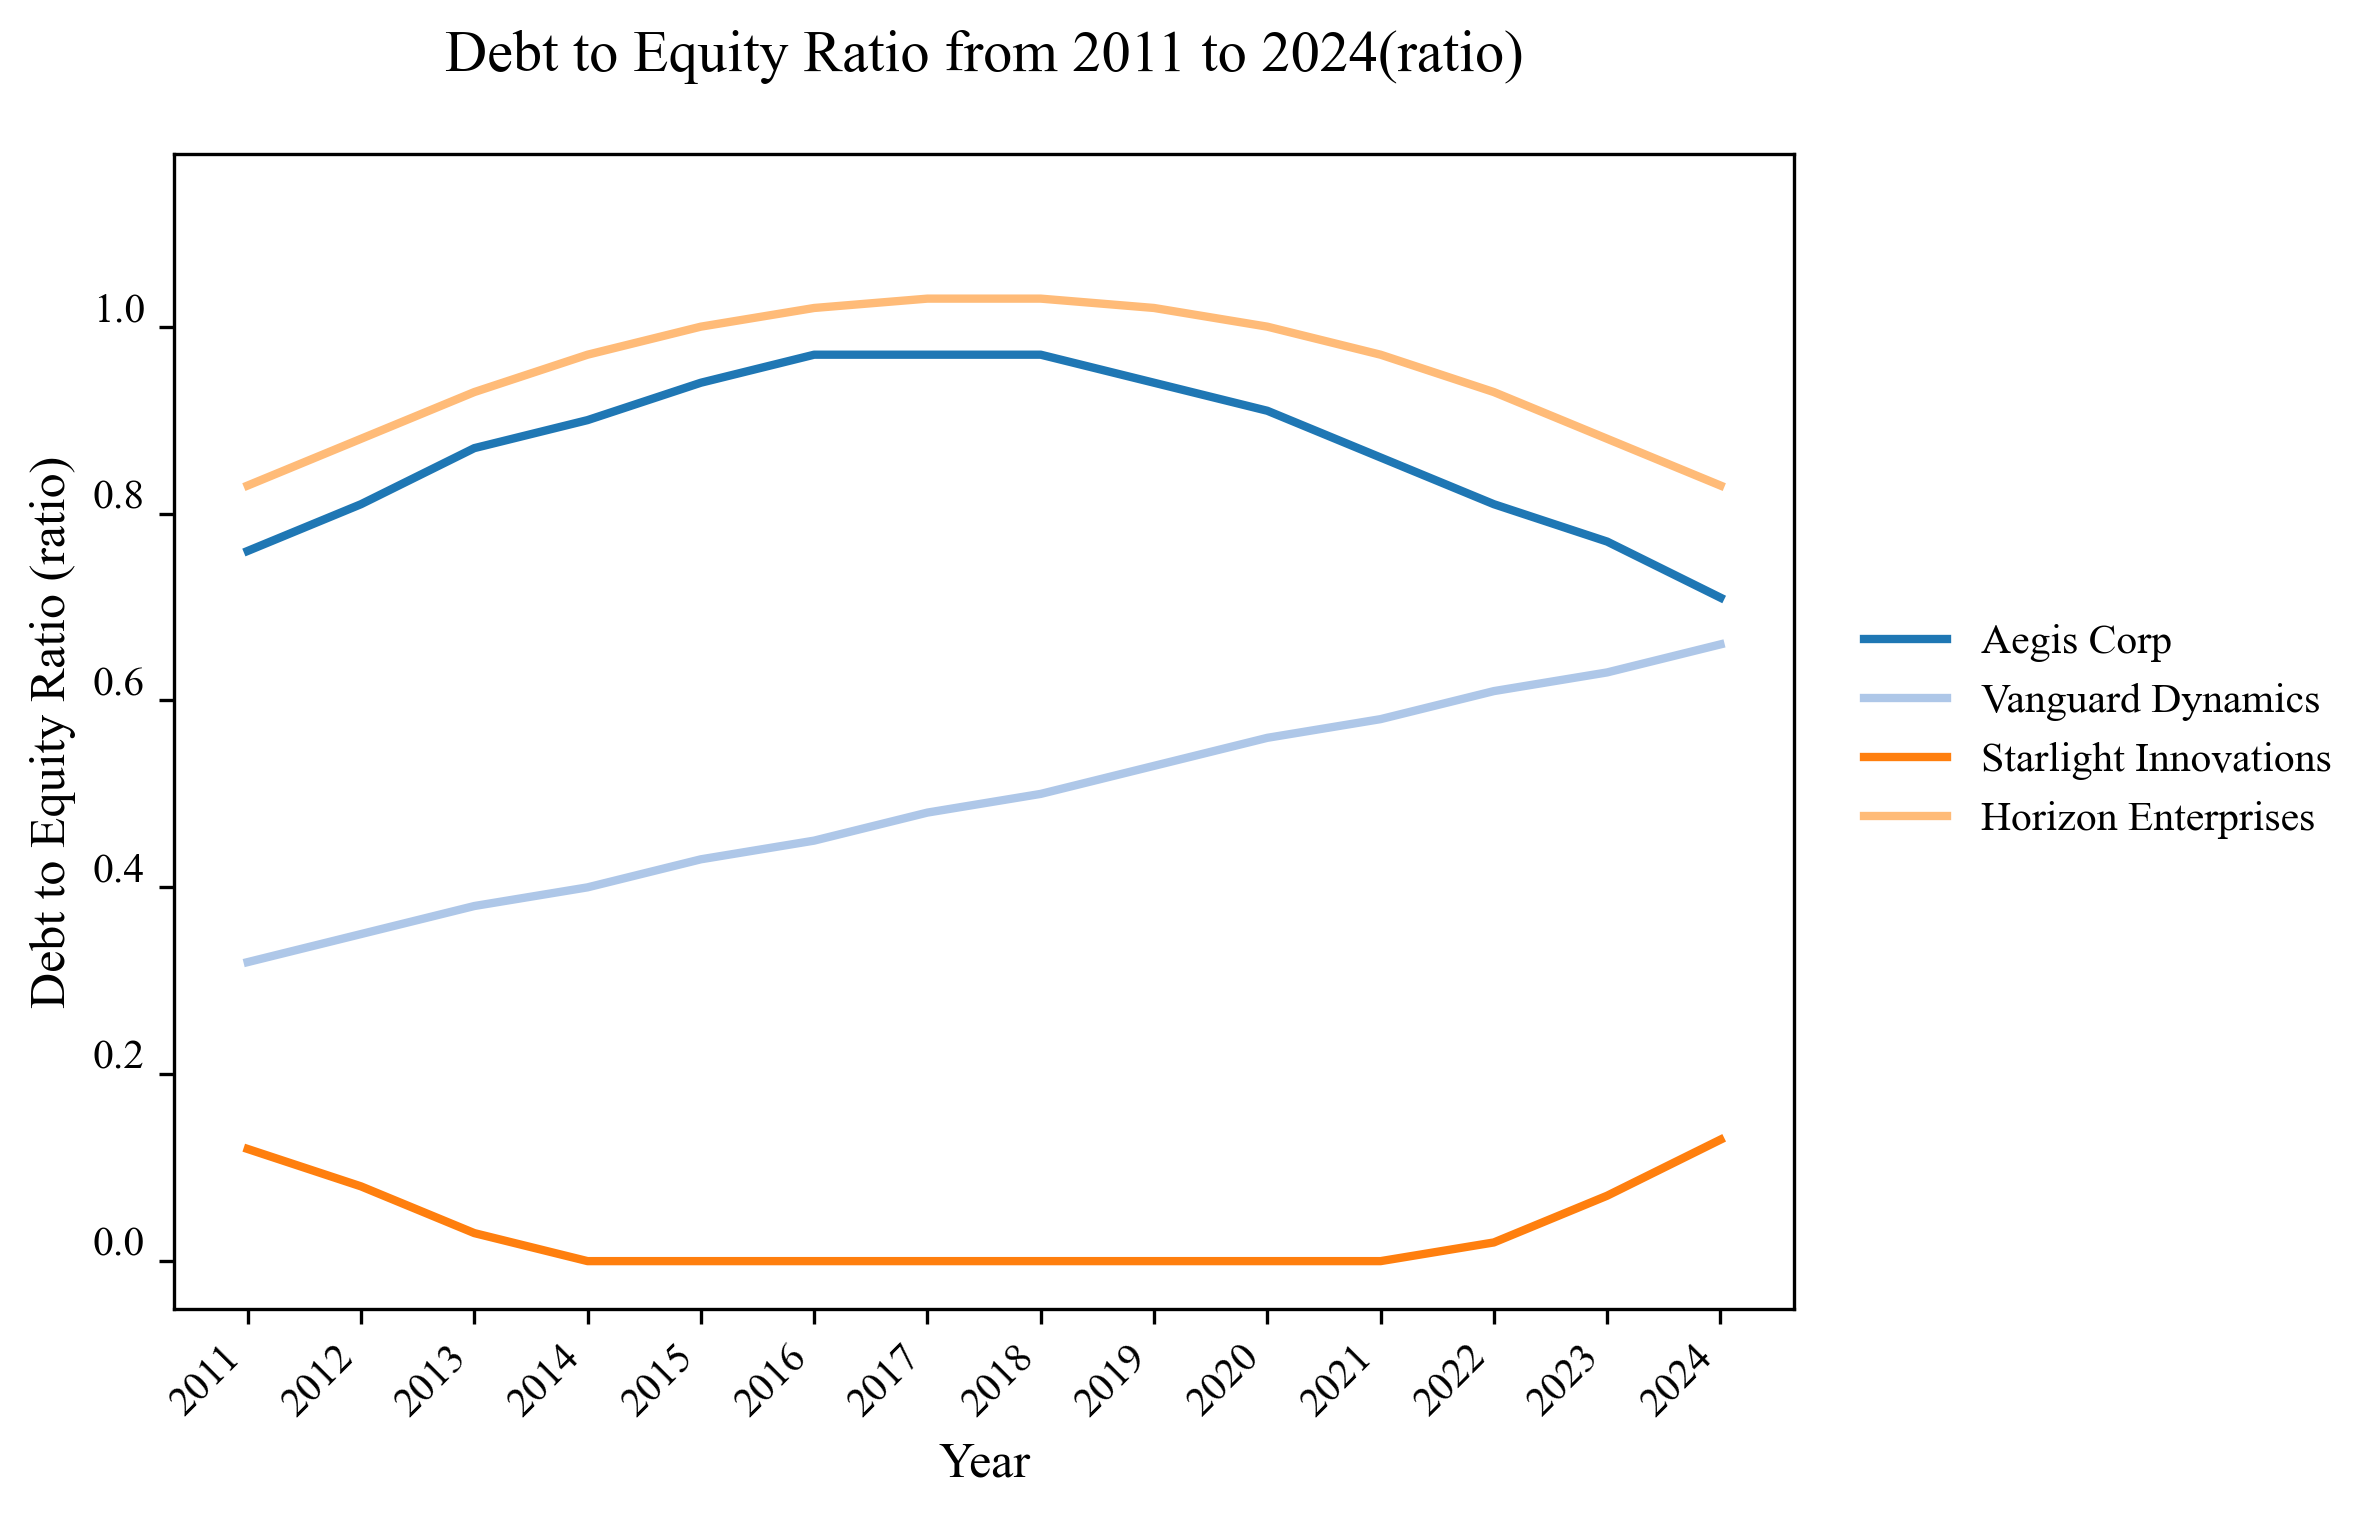 Debt to Equity Ratio from 2011 to 2024(ratio)
Debt to Equity Ratio (ratio)
1.0
0.8
0.6
0.4
0.2
0.0
2011
2012
2013
2014
2015
2016
2017
2018
2019
2020
2021
2022
2023
2024
Year
Aegis Corp
Vanguard Dynamics
Starlight Innovations
Horizon Enterprises